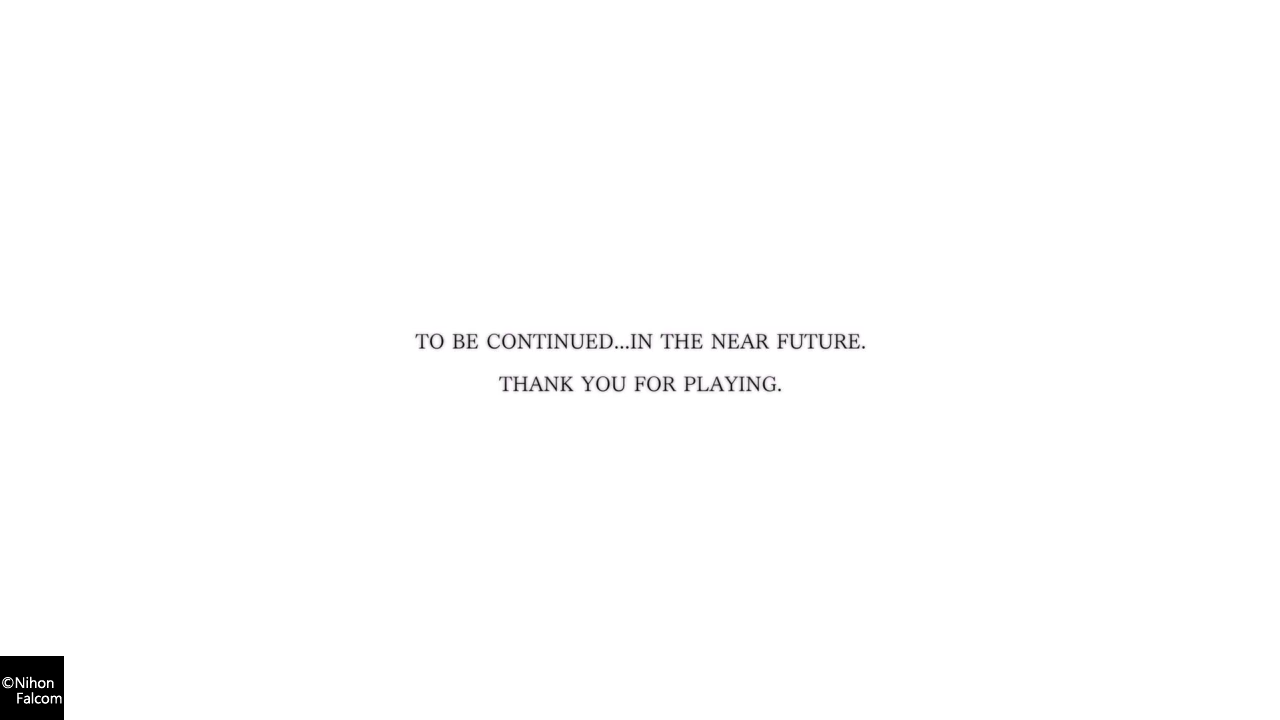 TO BE CONTINUED...IN THE NEAR FUTURE.
THANK YOU FOR PLAYING.
©Nihon
Falcom